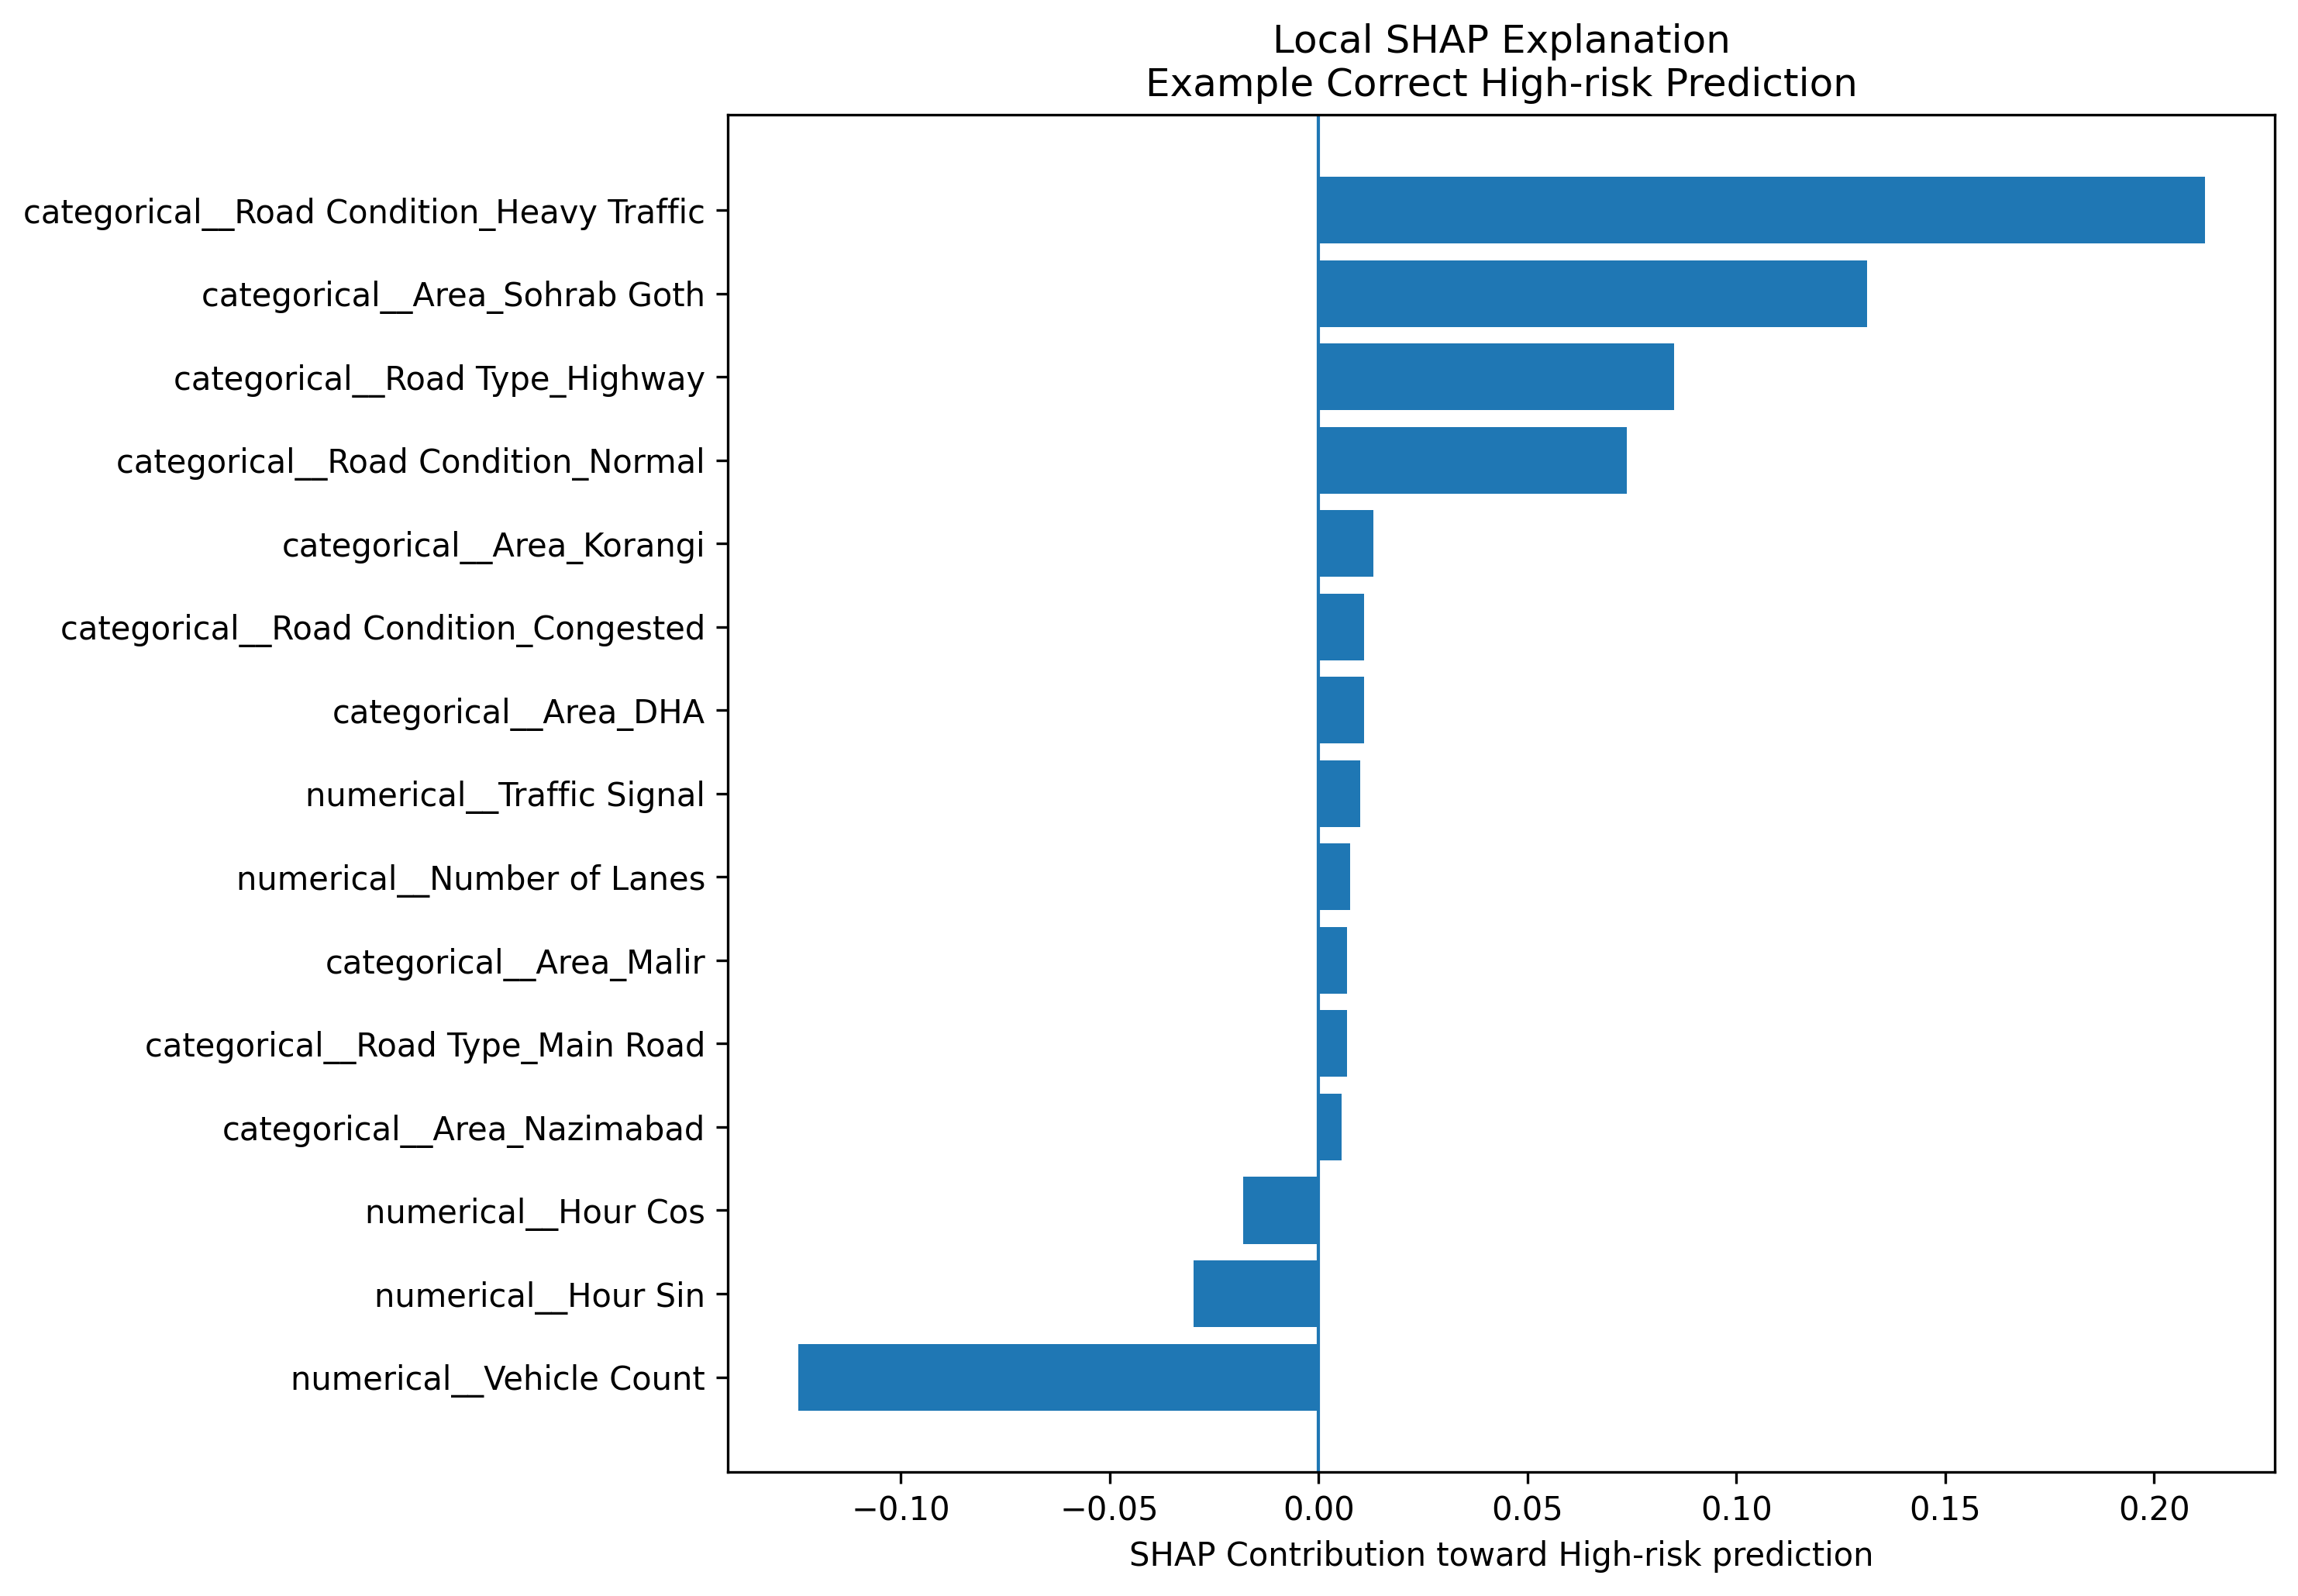 Local SHAP Explanation
Example Correct High-risk Prediction
categorical__Road Condition_Heavy Traffic
categorical__Area_Sohrab Goth
categorical__Road Type_Highway
categorical__Road Condition_Normal
categorical__Area_Korangi
categorical__Road Condition_Congested
categorical__Area_DHA
numerical__Traffic Signal
numerical__Number of Lanes
categorical__Area_Malir
categorical__Road Type_Main Road
categorical__Area_Nazimabad
numerical__Hour Cos
numerical__Hour Sin
numerical__Vehicle Count
−0.10 −0.05 0.00 0.05 0.10 0.15 0.20
SHAP Contribution toward High-risk prediction